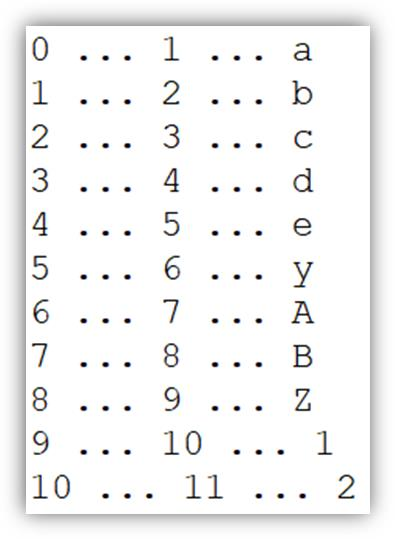 0 ... 1 ... a
1 ... 2 ... b
2 ... 3 ... c
3 ... 4 ... d
4 ... 5 ... e
5 ... 6 ... y
6 ... 7 ... A
7 ... 8 ... B
8 ... 9 ... Z
9 ... 10 ... 1
10 ... 11 ... 2